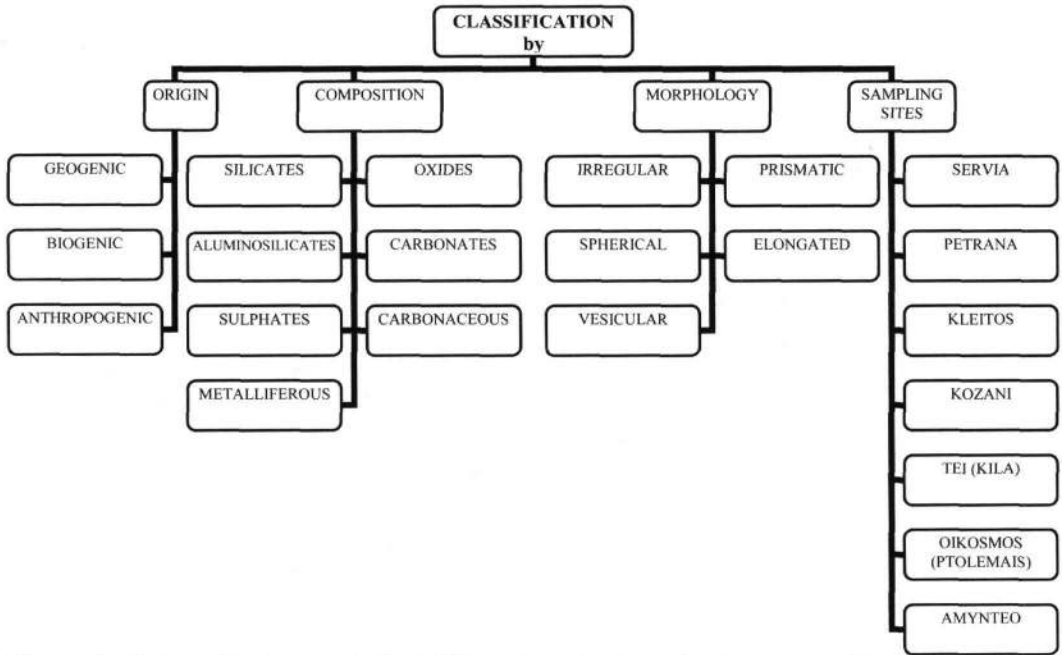 CLASSIFICATION
by
ORIGIN
COMPOSITION
MORPHOLOGY
SAMPLING
SITES
GEOGENIC
BIOGENIC
ANTHROPOGENIC
SILICATES
OXIDES
ALUMINOSILICATES
CARBONATES
SULPHATES
CARBONACEOUS
METALLIFEROUS
IRREGULAR
PRISMATIC
SPHERICAL
ELONGATED
VESICULAR
SERVIA
PETRANA
KLEITOS
KOZANI
TEI (KILA)
OIKOSMOS
(PTOLEMAIS)
AMYNTEO